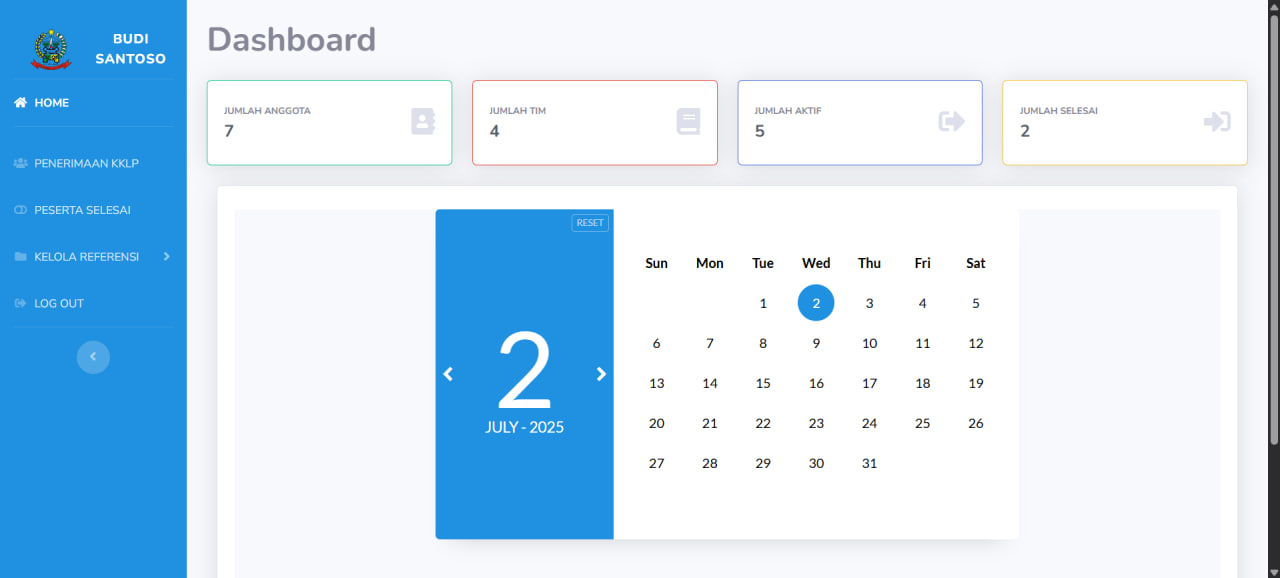 BUDI
SANTOSO
HOME
PENERIMAAN KKLP
PESERTA SELESAI
KELOLA REFERENSI
LOG OUT
Dashboard
JUMLAH ANGGOTA
7
JUMLAH TIM
4
JUMLAH AKTIF
5
JUMLAH SELESAI
2
RESET
2
JULY - 2025
Sun Mon Tue Wed Thu Fri Sat
1 2 3 4 5
6 7 8 9 10 11 12
13 14 15 16 17 18 19
20 21 22 23 24 25 26
27 28 29 30 31